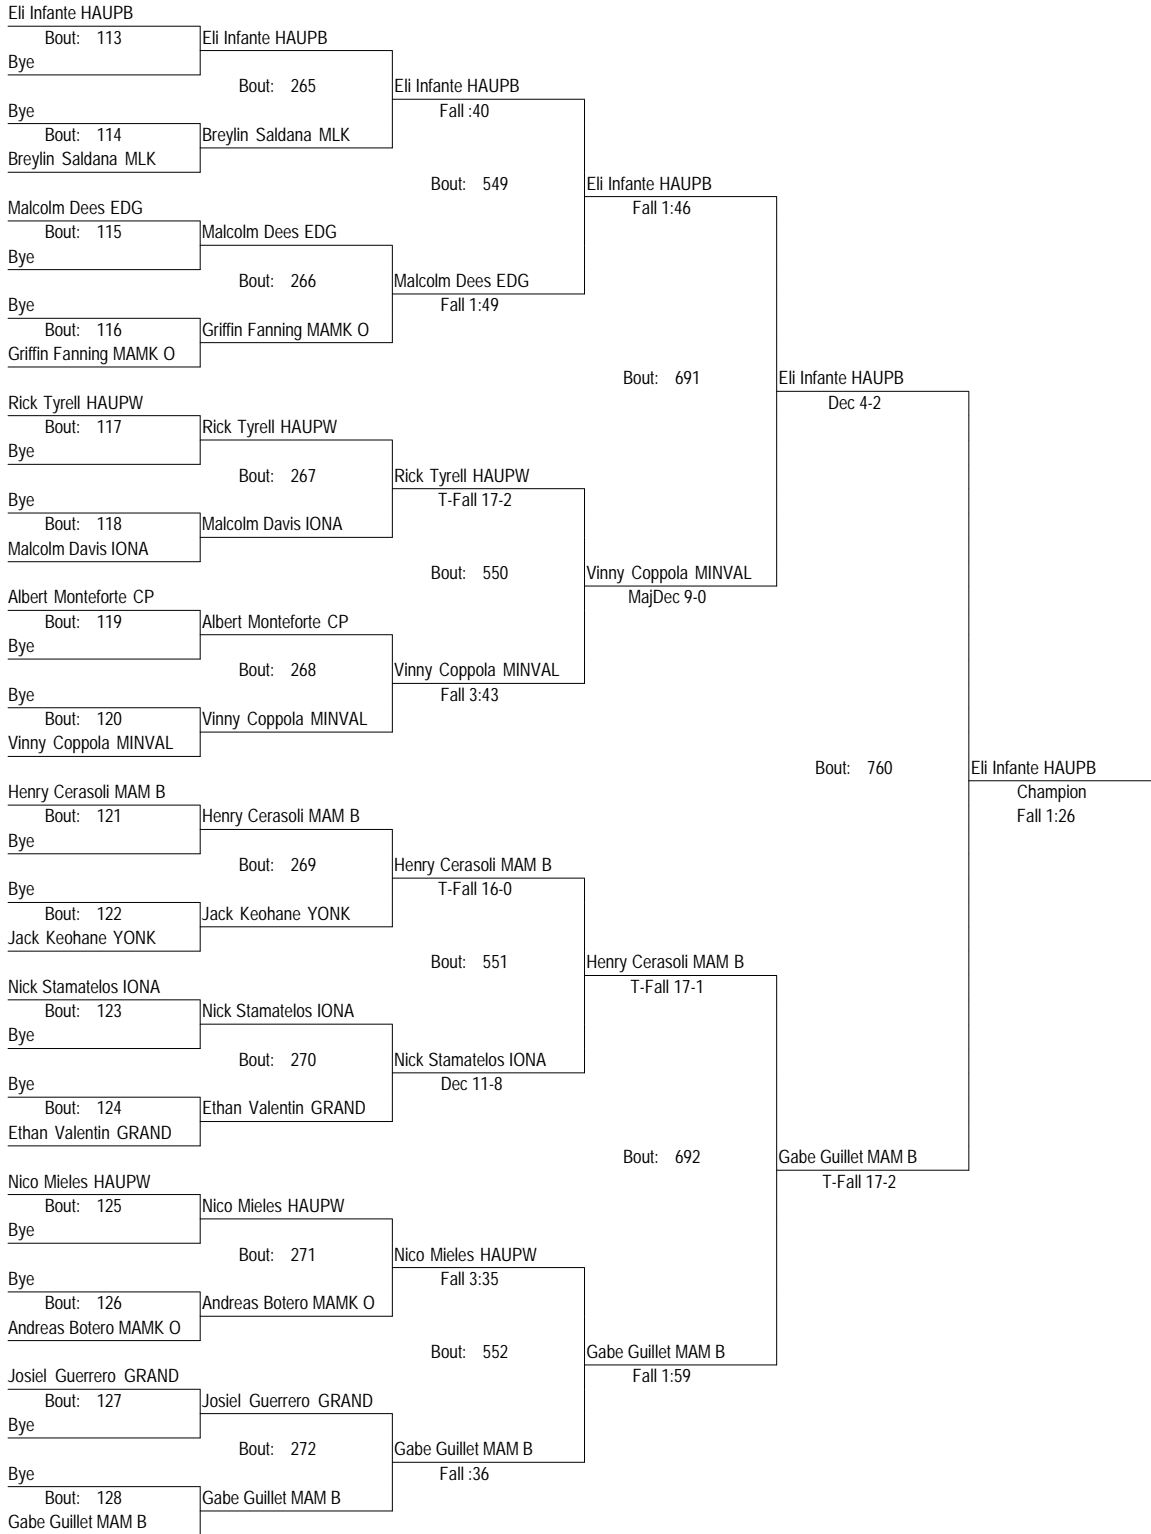 Eli Infante HAUPB
Bout: 113
Eli Infante HAUPB
Bye
Bout: 265
Eli Infante HAUPB
Bye
Fall :40
Bout: 114
Breylin Saldana MLK
Breylin Saldana MLK
Bout: 549
Eli Infante HAUPB
Malcolm Dees EDG
Fall 1:46
Bout: 115
Malcolm Dees EDG
Bye
Bout: 266
Malcolm Dees EDG
Bye
Fall 1:49
Bout: 116
Griffin Fanning MAMK O
Griffin Fanning MAMK O
Bout: 691
Eli Infante HAUPB
Rick Tyrell HAUPW
Dec 4-2
Bout: 117
Rick Tyrell HAUPW
Bye
Bout: 267
Rick Tyrell HAUPW
Bye
T-Fall 17-2
Bout: 118
Malcolm Davis IONA
Malcolm Davis IONA
Bout: 550
Vinny Coppola MINVAL
Albert Monteforte CP
MajDec 9-0
Bout: 119
Albert Monteforte CP
Bye
Bout: 268
Vinny Coppola MINVAL
Bye
Fall 3:43
Bout: 120
Vinny Coppola MINVAL
Vinny Coppola MINVAL
Bout: 760
Eli Infante HAUPB
Henry Cerasoli MAM B
Champion
Bout: 121
Henry Cerasoli MAM B
Fall 1:26
Bye
Bout: 269
Henry Cerasoli MAM B
Bye
T-Fall 16-0
Bout: 122
Jack Keohane YONK
Jack Keohane YONK
Bout: 551
Henry Cerasoli MAM B
Nick Stamatelos IONA
T-Fall 17-1
Bout: 123
Nick Stamatelos IONA
Bye
Bout: 270
Nick Stamatelos IONA
Bye
Dec 11-8
Bout: 124
Ethan Valentin GRAND
Ethan Valentin GRAND
Bout: 692
Gabe Guillet MAM B
Nico Mieles HAUPW
T-Fall 17-2
Bout: 125
Nico Mieles HAUPW
Bye
Bout: 271
Nico Mieles HAUPW
Bye
Fall 3:35
Bout: 126
Andreas Botero MAMK O
Andreas Botero MAMK O
Bout: 552
Gabe Guillet MAM B
Josiel Guerrero GRAND
Fall 1:59
Bout: 127
Josiel Guerrero GRAND
Bye
Bout: 272
Gabe Guillet MAM B
Bye
Fall :36
Bout: 128
Gabe Guillet MAM B
Gabe Guillet MAM B